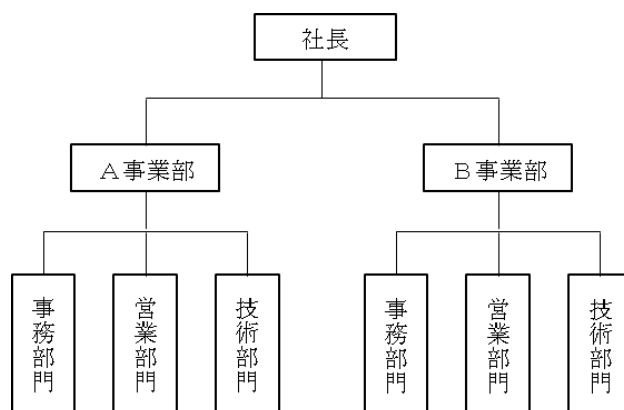 社長
Ａ事業部
Ｂ事業部
事務部門
営業部門
技術部門
事務部門
営業部門
技術部門